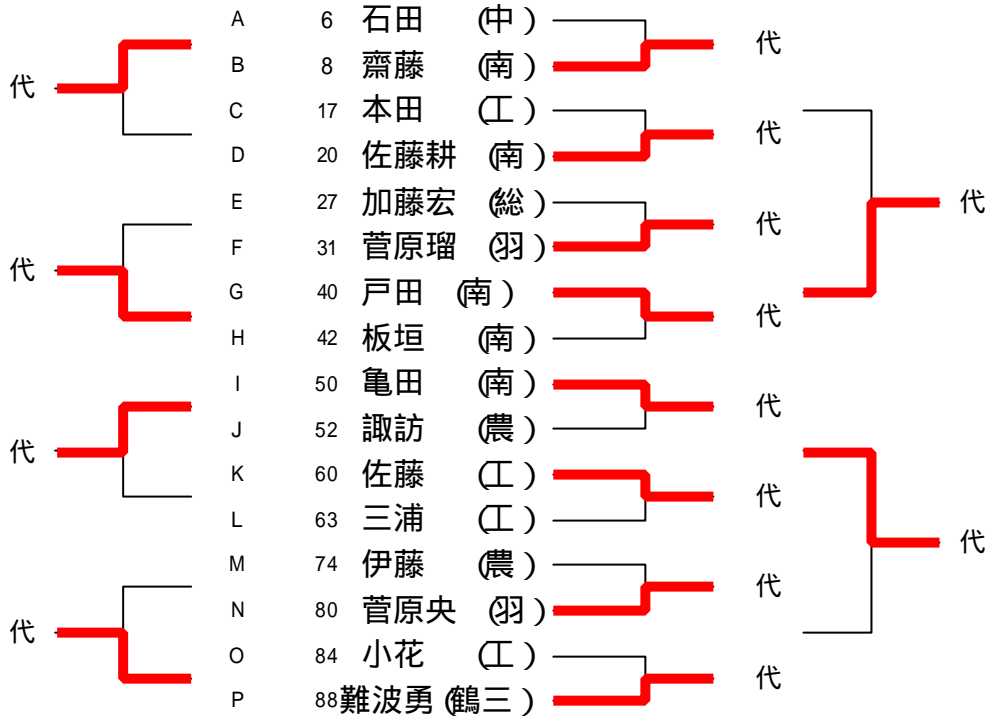 A 6 石田 (中)
代
B 8 齋藤 (南)
代
C 17 本田 (工)
代
D 20 佐藤耕 (南)
代
E 27 加藤宏 (総)
代
F 31 菅原瑠 (羽)
代
G 40 戸田 (南)
代
H 42 板垣 (南)
I 50 亀田 (南)
代
J 52 諏訪 (農)
代
K 60 佐藤 (工)
代
L 63 三浦 (工)
代
M 74 伊藤 (農)
代
N 80 菅原央 (羽)
代
O 84 小花 (工)
代
P 88 難波勇 (鶴三)